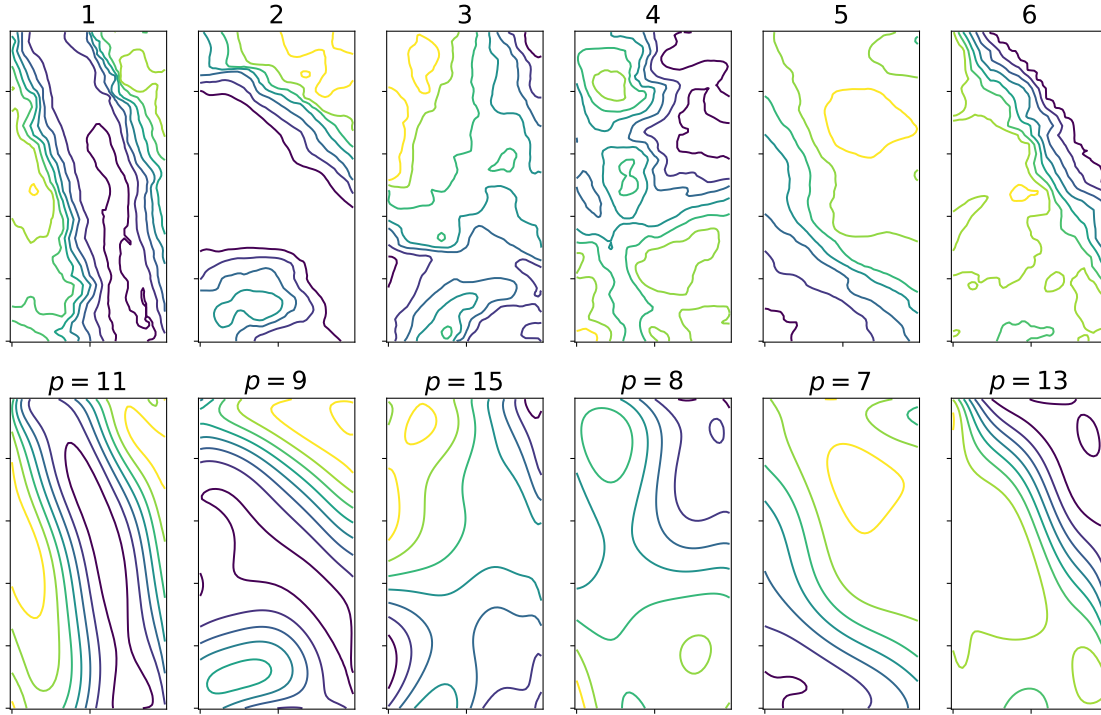 1 2 3 4 5 6
p = 11 p = 9 p = 15 p = 8 p = 7 p = 13